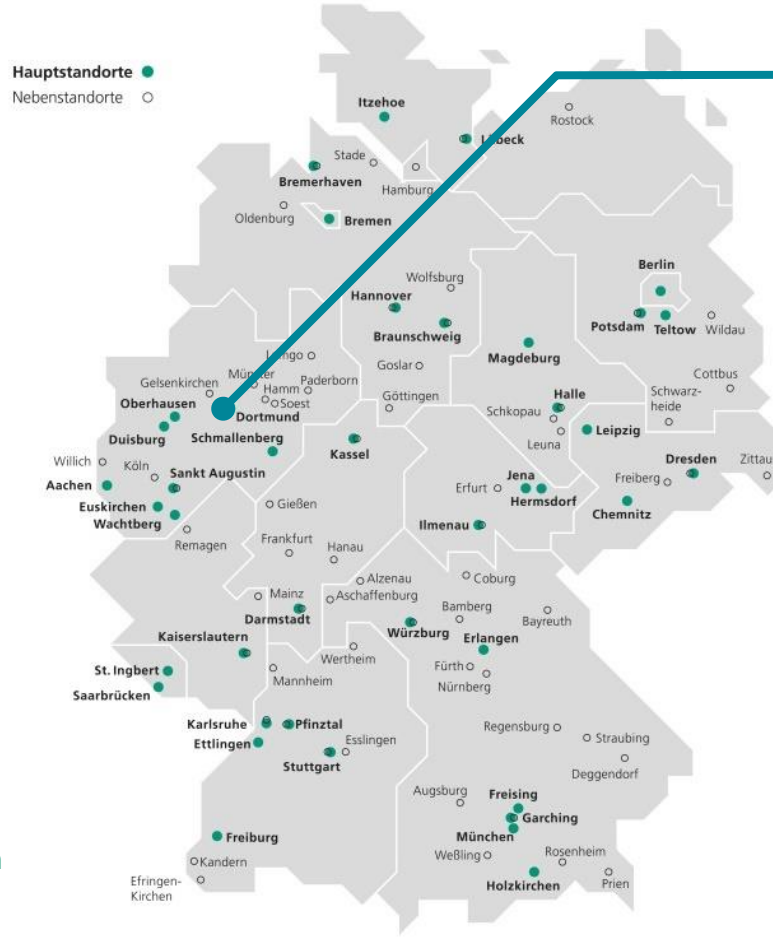 Hauptstandorte
Nebenstandorte
Itzehoe
Rostock
Lübeck
Stade
Bremerhaven
Hamburg
Oldenburg
Bremen
Berlin
Wolfsburg
Hannover
Potsdam
Teltow
Wildau
Braunschweig
Magdeburg
Lemgo
Goslar
Münster
Gelsenkirchen
Hamm
Paderborn
Cottbus
Oberhausen
Soest
Göttingen
Halle
Schwarz-
heide
Dortmund
Schkopau
Duisburg
Leipzig
Schmallenberg
Kassel
Leuna
Willich
Köln
Sankt Augustin
Dresden
Zittau
Aachen
Jena
Erfurt
Freiberg
Hermsdorf
Euskirchen
Gießen
Chemnitz
Wachtberg
Ilmenau
Remagen
Frankfurt
Hanau
Alzenau
Coburg
Mainz
Aschaffenburg
Bamberg
Darmstadt
Bayreuth
Würzburg
Kaiserslautern
Erlangen
Wertheim
St. Ingbert
Fürth
Mannheim
Nürnberg
Saarbrücken
Karlsruhe
Pfinztal
Regensburg
Straubing
Ettlingen
Esslingen
Stuttgart
Deggendorf
Augsburg
Freising
Garching
Freiburg
München
Weßling
Rosenheim
Kandern
Holzkirchen
Prien
Efringen-
Kirchen